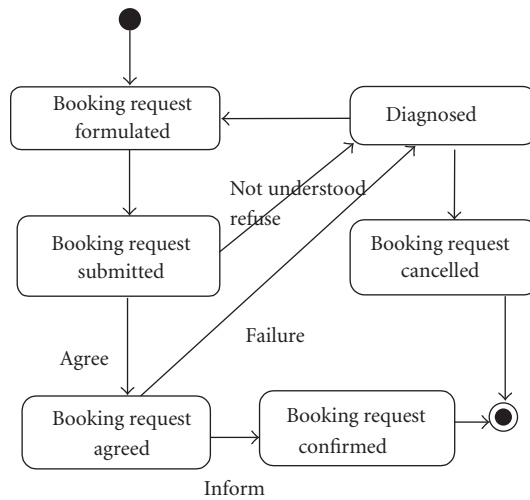 Booking request
formulated
Diagnosed
Not understood
refuse
Booking request
submitted
Booking request
cancelled
Agree
Failure
Booking request
agreed
Booking request
confirmed
Inform